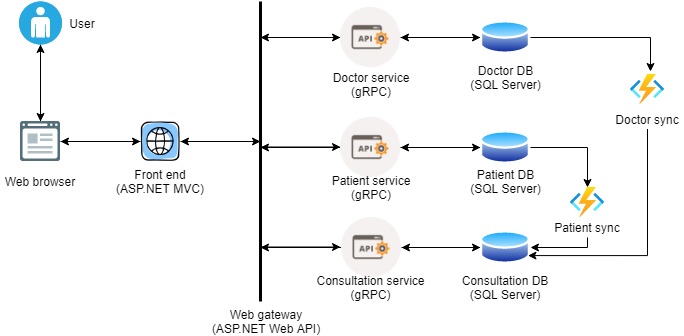 User
Web browser
Front end
(ASP.NET MVC)
Web gateway
(ASP.NET Web API)
API
Doctor service
(gRPC)
Doctor DB
(SQL Server)
Doctor sync
API
Patient service
(gRPC)
Patient DB
(SQL Server)
Patient sync
API
Consultation service
(gRPC)
Consultation DB
(SQL Server)